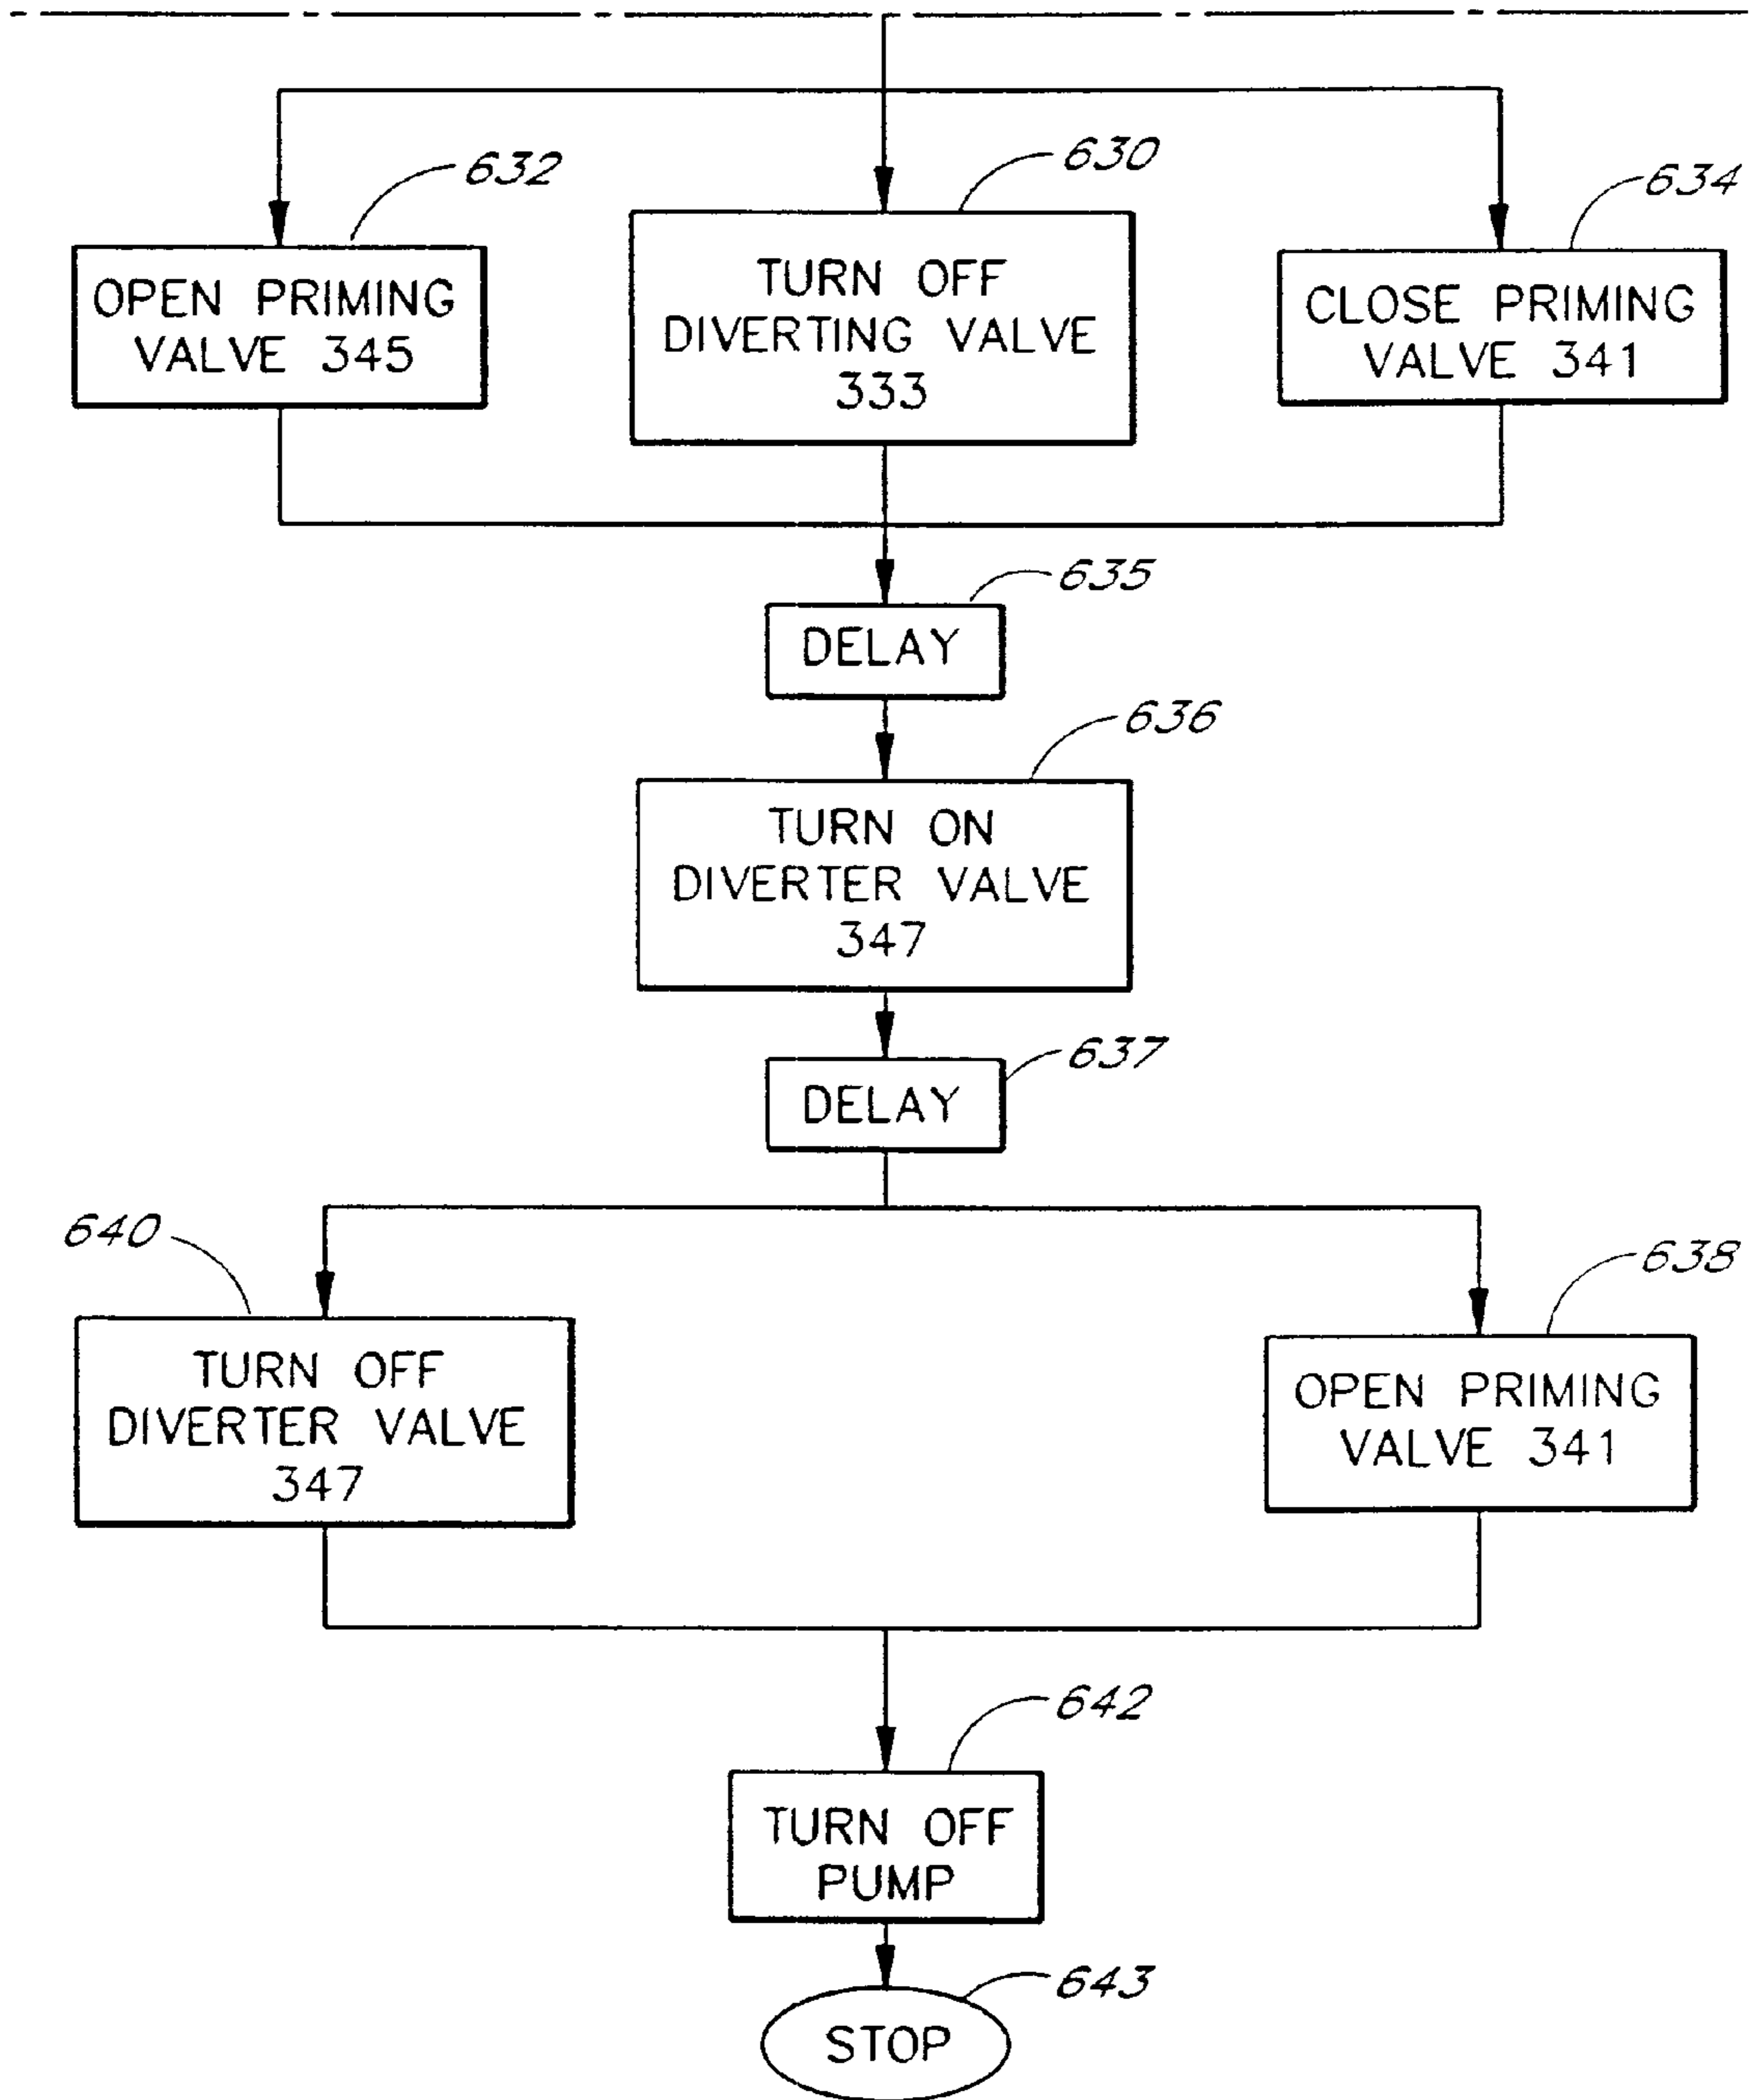 632
630
634
OPEN PRIMING
VALVE 345
TURN OFF
DIVERTING VALVE
333
CLOSE PRIMING
VALVE 341
635
DELAY
636
TURN ON
DIVERTER VALVE
347
637
DELAY
640
638
TURN OFF
DIVERTER VALVE
347
OPEN PRIMING
VALVE 341
642
TURN OFF
PUMP
643
STOP